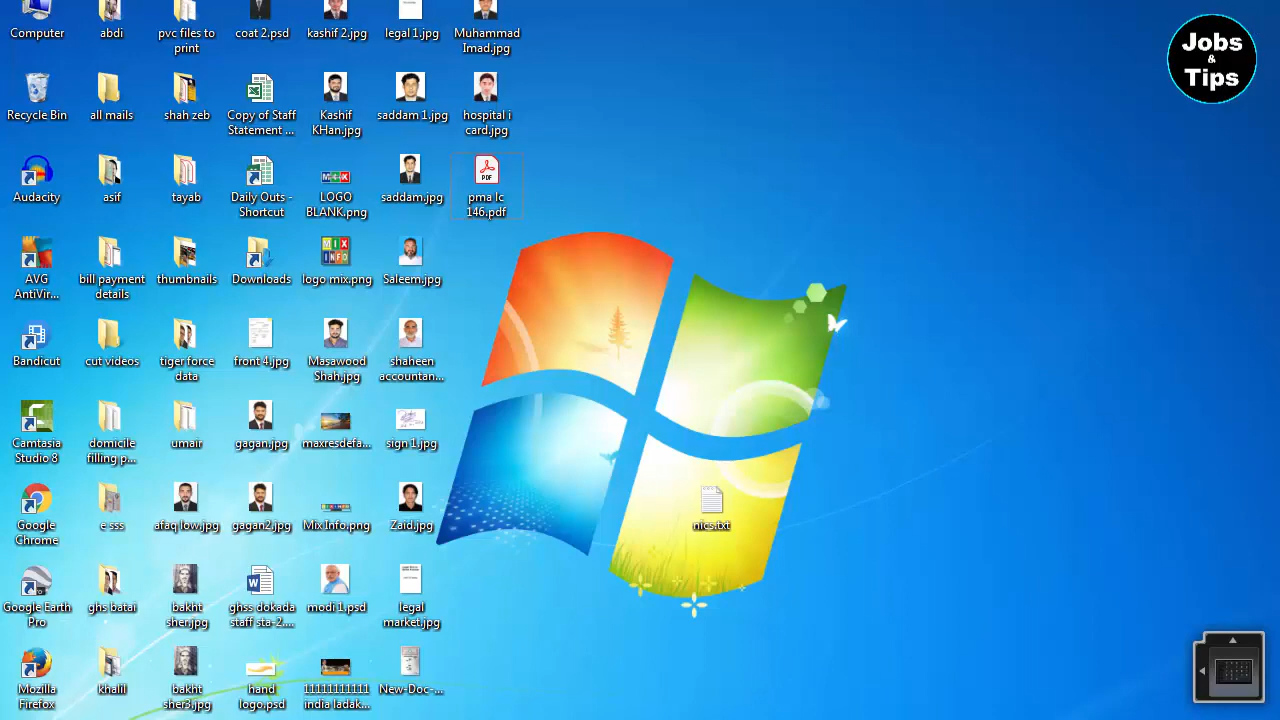 Computer
abdi
pvc files to
print
coat 2.psd
kashif 2.jpg
legal 1.jpg
Muhammad
Imad.jpg
Jobs
&
Tips
Recycle Bin
all mails
shah zeb
Copy of Staff
Statement ...
Kashif
KHan.jpg
saddam 1.jpg
hospital i
card.jpg
Audacity
asif
tayab
Daily Outs -
Shortcut
LOGO
BLANK.png
saddam.jpg
PDF
pma lc
146.pdf
AVG
AntiVir...
bill payment
details
thumbnails
Downloads
MIX
INFO
logo mix.png
Saleem.jpg
Bandicut
cut videos
tiger force
data
front 4.jpg
Masawood
Shah.jpg
shaheen
accountan...
Camtasia
Studio 8
domicile
filling p...
umair
gagan.jpg
maxresdefa...
sign 1.jpg
Google
Chrome
e sss
afaq low.jpg
gagan2.jpg
Mix Info.png
Zaid.jpg
nics.txt
Google Earth
Pro
ghs batai
bakht
sher.jpg
ghss dokada
staff sta-2....
modi 1.psd
legal
market.jpg
Mozilla
Firefox
khalil
bakht
sher3.jpg
hand
logo.psd
11111111111
india ladak...
New-Doc-...